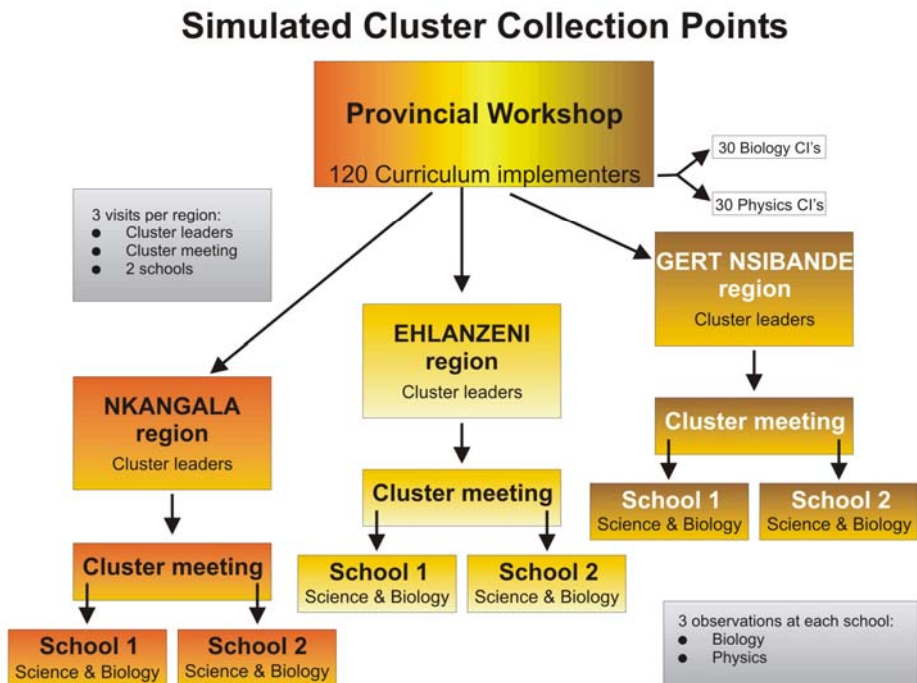 Simulated Cluster Collection Points
Provincial Workshop
120 Curriculum implementers
30 Biology CI's
30 Physics CI's
3 visits per region:
● Cluster leaders
● Cluster meeting
● 2 schools
GERT NSIBANDE
region
Cluster leaders
EHLANZENI
region
Cluster leaders
NKANGALA
region
Cluster leaders
Cluster meeting
School 1
Science & Biology
School 2
Science & Biology
Cluster meeting
School 1
Science & Biology
School 2
Science & Biology
Cluster meeting
School 1
Science & Biology
School 2
Science & Biology
3 observations at each school:
● Biology
● Physics